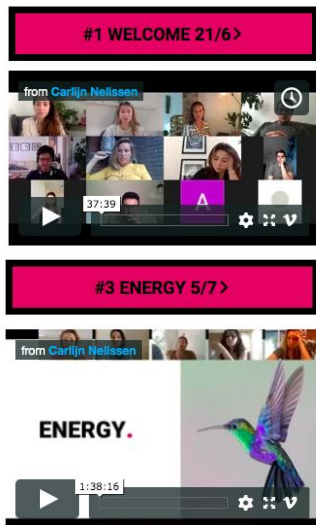 #1 WELCOME 21/6>
from Carlijn Nelissen
A
37:39
#3 ENERGY 5/7>
from Carlijn Nelissen
ENERGY.
1:38:16